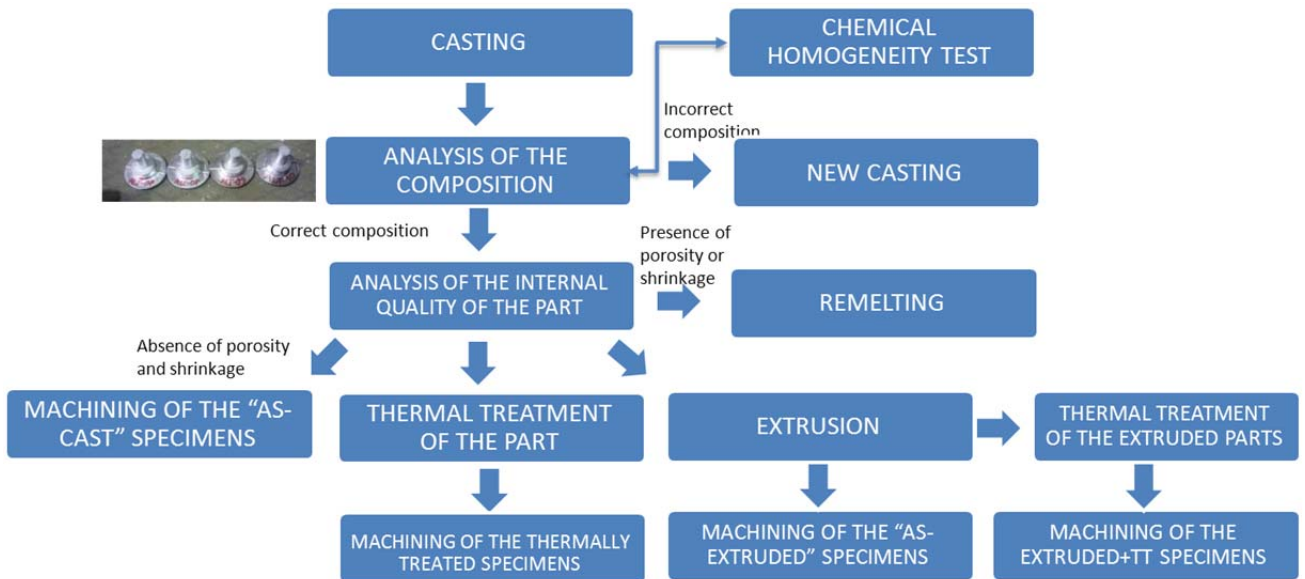 CASTING
CHEMICAL
HOMOGENEITY TEST
Incorrect
composition
ANALYSIS OF THE
COMPOSITION
NEW CASTING
Correct composition
Presence of
porosity or
shrinkage
ANALYSIS OF THE INTERNAL
QUALITY OF THE PART
REMELTING
Absence of porosity
and shrinkage
MACHINING OF THE “AS-
CAST” SPECIMENS
THERMAL TREATMENT
OF THE PART
EXTRUSION
THERMAL TREATMENT
OF THE EXTRUDED PARTS
MACHINING OF THE THERMALLY
TREATED SPECIMENS
MACHINING OF THE “AS-
EXTRUDED” SPECIMENS
MACHINING OF THE
EXTRUDED+TT SPECIMENS